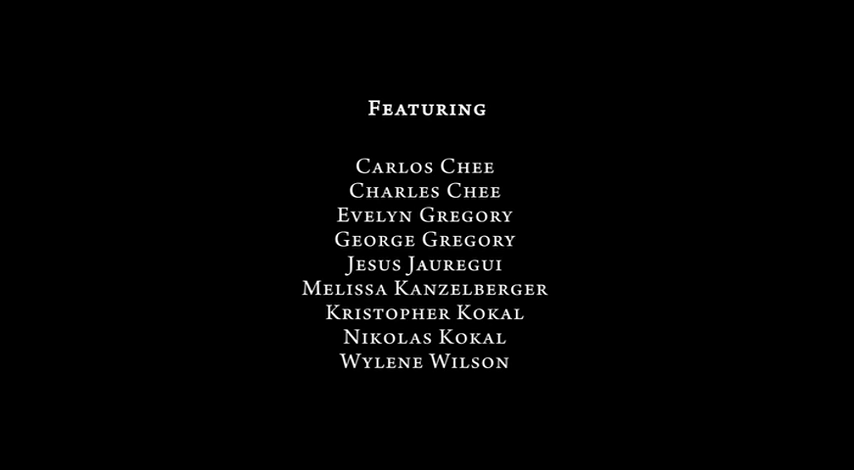 Featuring
Carlos Chee
Charles Chee
Evelyn Gregory
George Gregory
Jesus Jauregui
Melissa Kanzelberger
Kristopher Kokal
Nikolas Kokal
Wylene Wilson